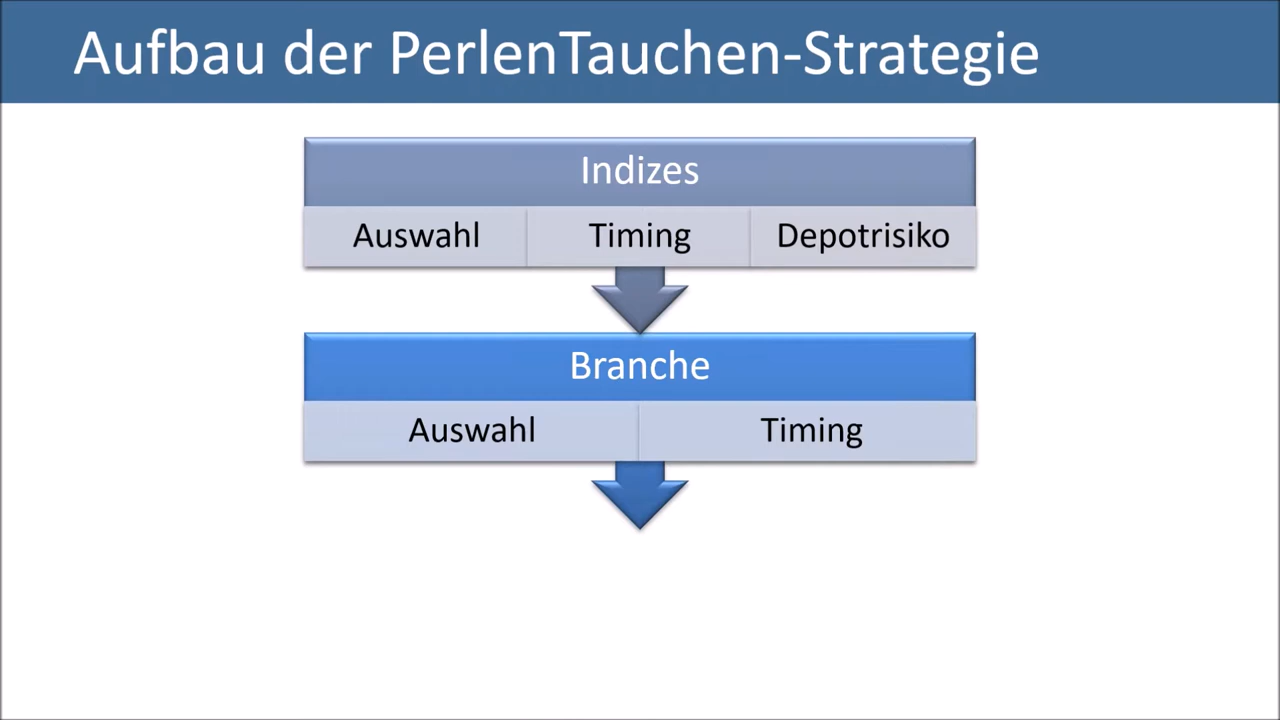 Aufbau der PerlenTauchen-Strategie
Indizes
Auswahl Timing Depotrisiko
Branche
Auswahl Timing